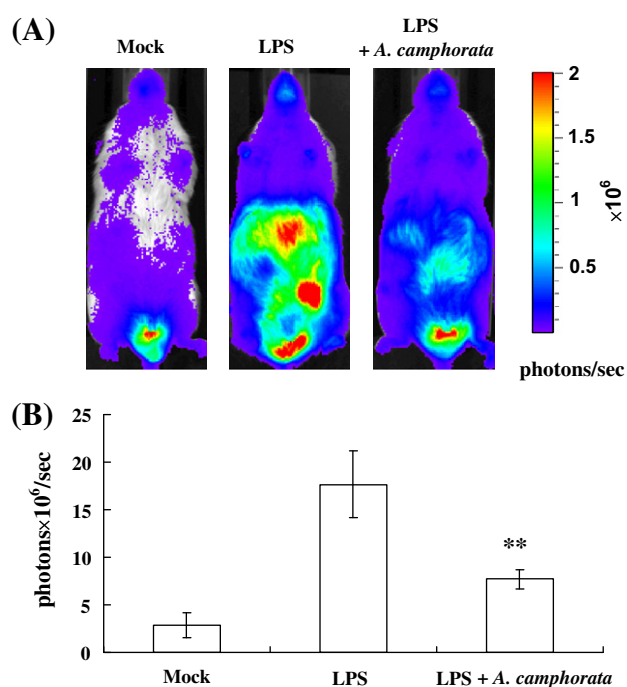 (A)
Mock
LPS
LPS
+ A. camphorata
2
1.5
1
0.5
×10⁶
photons/sec
(B)
photons×10⁶/sec
25
20
15
10
5
0
**
Mock
LPS
LPS + A. camphorata